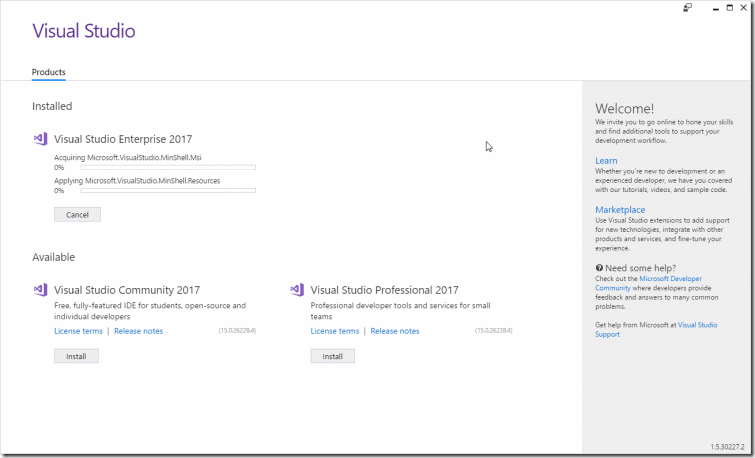 Visual Studio
Products
Installed
Visual Studio Enterprise 2017
Acquiring Microsoft.VisualStudio.MinShell.Msi
0%
Applying Microsoft.VisualStudio.MinShell.Resources
0%
Cancel
Available
Visual Studio Community 2017
Free, fully-featured IDE for students, open-source and
individual developers
License terms | Release notes (15.0.26228.4)
Install
Visual Studio Professional 2017
Professional developer tools and services for small
teams
License terms | Release notes (15.0.26228.4)
Install
Welcome!
We invite you to go online to hone your skills
and find additional tools to support your
development workflow.
Learn
Whether you're new to development or an
experienced developer, we have you covered
with our tutorials, videos, and sample code.
Marketplace
Use Visual Studio extensions to add support
for new technologies, integrate with other
products and services, and fine-tune your
experience.
Need some help?
Check out the Microsoft Developer
Community where developers provide
feedback and answers to many common
problems.
Get help from Microsoft at Visual Studio
Support
1.5.30227.2